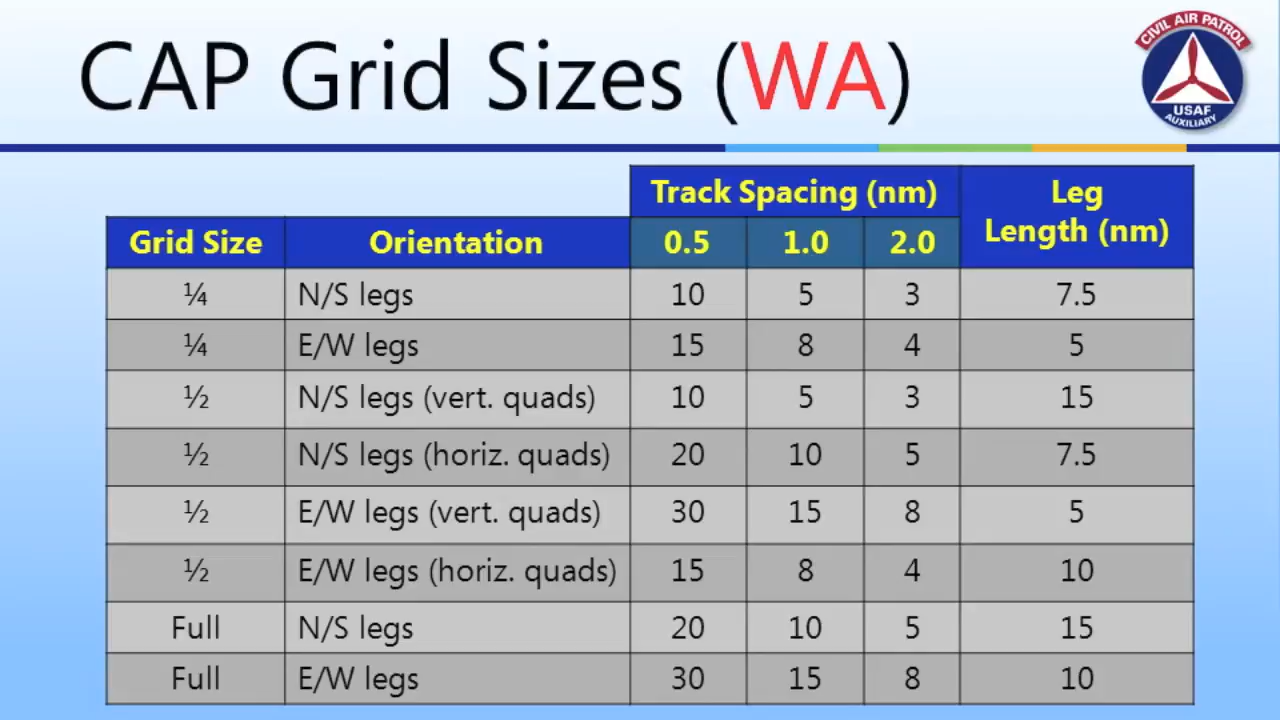 CAP Grid Sizes (WA)
CIVIL AIR PATROL
USAF
AUXILIARY
Track Spacing (nm) Leg
Length (nm)
Grid Size Orientation 0.5 1.0 2.0
¼ N/S legs 10 5 3 7.5
¼ E/W legs 15 8 4 5
½ N/S legs (vert. quads) 10 5 3 15
½ N/S legs (horiz. quads) 20 10 5 7.5
½ E/W legs (vert. quads) 30 15 8 5
½ E/W legs (horiz. quads) 15 8 4 10
Full N/S legs 20 10 5 15
Full E/W legs 30 15 8 10